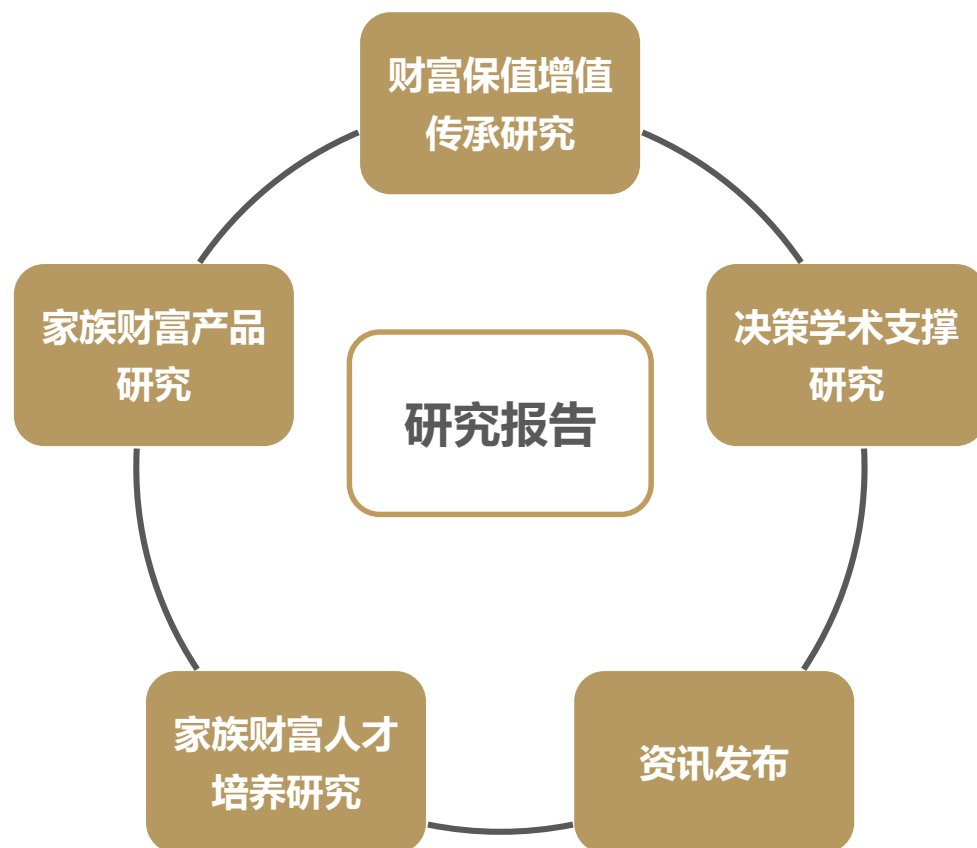 财富保值增值
传承研究
家族财富产品
研究
决策学术支撑
研究
研究报告
家族财富人才
培养研究
资讯发布